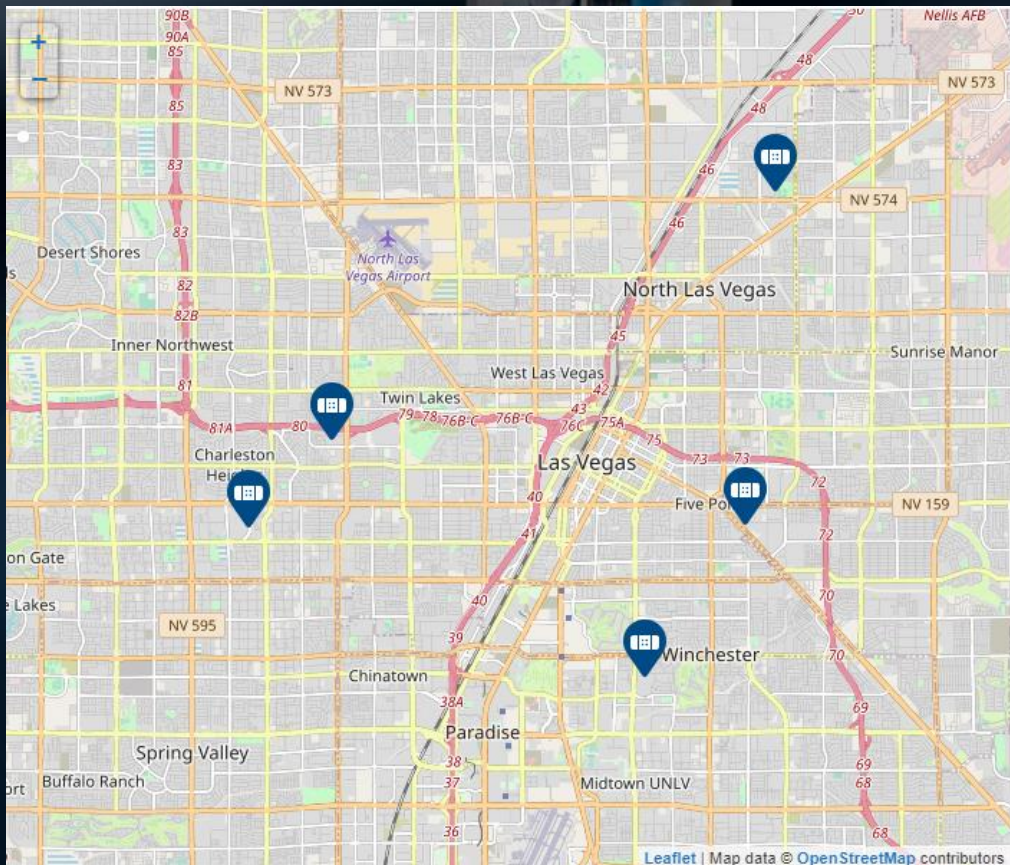 90B
90A
85
+
−
NV 573
85
83
83
82
82B
81
81A
80
79
78
76B-C
76B-C
76C
43
42
75A
75
73
73
72
72
70
70
69
69
68
68
50
48
48
46
46
45
40
41
40
39
38A
38
37
36
Nellis AFB
NV 573
NV 574
Desert Shores
North Las
Vegas Airport
North Las Vegas
Inner Northwest
West Las Vegas
Sunrise Manor
Twin Lakes
Charleston
Las Vegas
Five
NV 159
on Gate
e Lakes
NV 595
Chinatown
Winchester
Paradise
Spring Valley
Buffalo Ranch
ort
Midtown UNLV
Leaflet | Map data © OpenStreetMap contributors